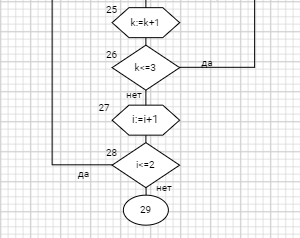 25
k:=k+1
26
k<=3
да
нет
27
i:=i+1
28
i<=2
да
нет
29